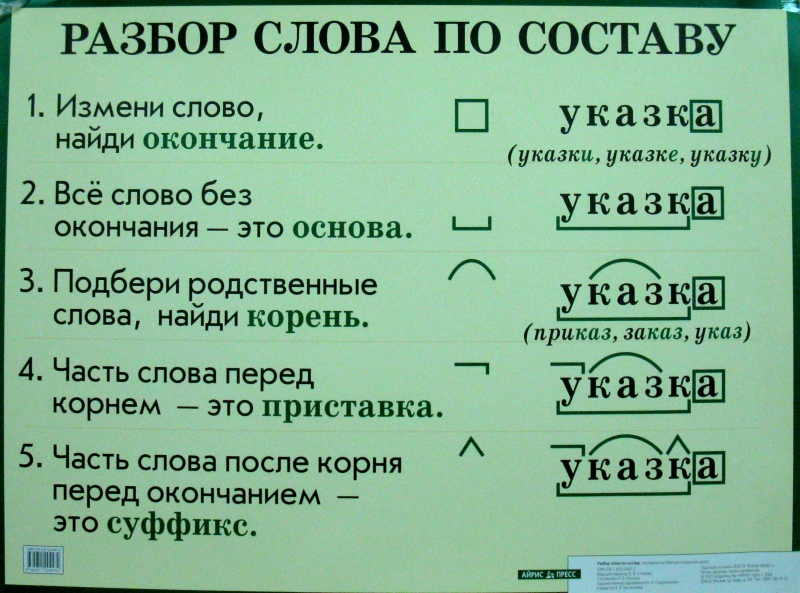 РАЗБОР СЛОВА ПО СОСТАВУ
1. Измени слово,
найди окончание.
указка
(указки, указке, указку)
2. Всё слово без
окончания — это основа.
указка
3. Подбери родственные
слова, найди корень.
указка
(приказ, заказ, указ)
4. Часть слова перед
корнем — это приставка.
указка
5. Часть слова после корня
перед окончанием —
это суффикс.
указка
АЙРИС ПРЕСС